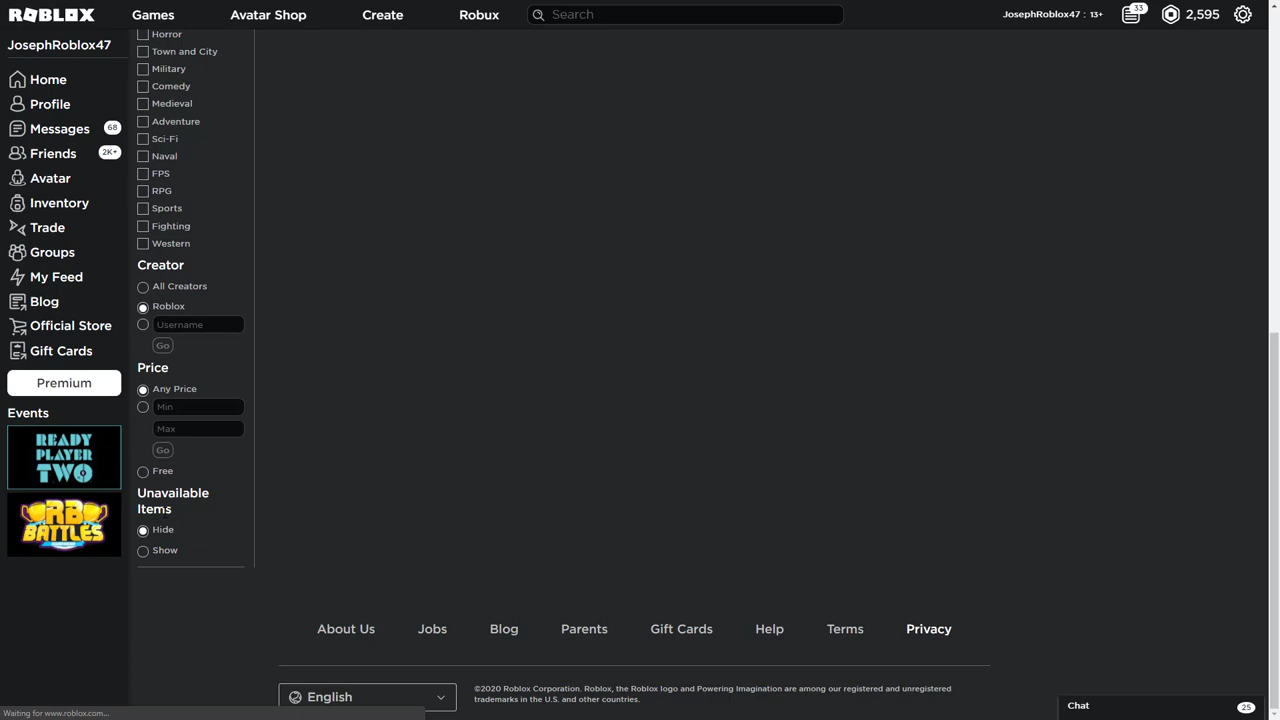 ROBLOX
Games
Avatar Shop
Create
Robux
Search
JosephRoblox47 : 13+
33
2,595
JosephRoblox47
Home
Profile
Messages
68
Friends
2K+
Avatar
Inventory
Trade
Groups
My Feed
Blog
Official Store
Gift Cards
Premium
Events
READY
PLAYER
TWO
RB
BATTLES
Horror
Town and City
Military
Comedy
Medieval
Adventure
Sci-Fi
Naval
FPS
RPG
Sports
Fighting
Western
Creator
All Creators
Roblox
Username
Go
Price
Any Price
Min
Max
Go
Free
Unavailable
Items
Hide
Show
About Us
Jobs
Blog
Parents
Gift Cards
Help
Terms
Privacy
English
©2020 Roblox Corporation. Roblox, the Roblox logo and Powering Imagination are among our registered and unregistered
trademarks in the U.S. and other countries.
Chat
25
Waiting for www.roblox.com...